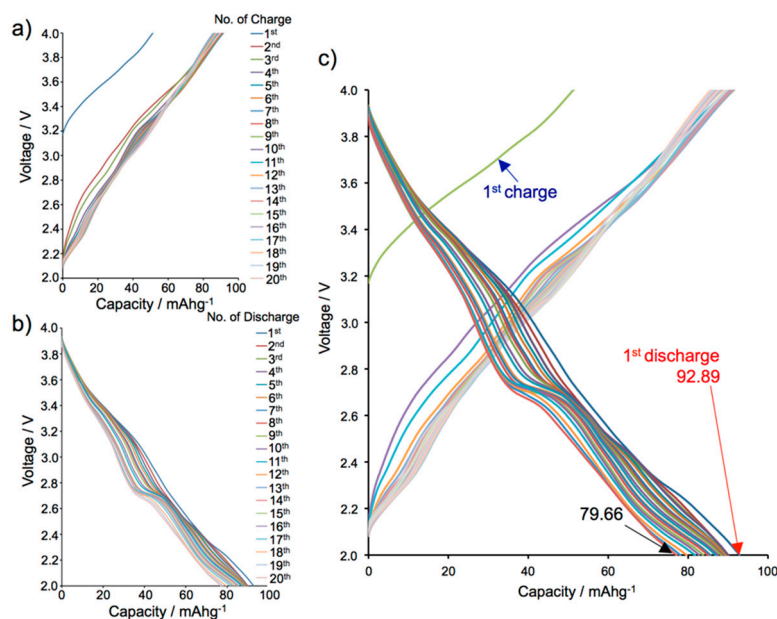 a)
No. of Charge
4.0
3.8
3.6
3.4
3.2
3.0
2.8
2.6
2.4
2.2
2.0
Voltage / V
0 20 40 60 80 100
Capacity / mAhg-1
1st
2nd
3rd
4th
5th
6th
7th
8th
9th
10th
11th
12th
13th
14th
15th
16th
17th
18th
19th
20th
b)
No. of Discharge
4.0
3.8
3.6
3.4
3.2
3.0
2.8
2.6
2.4
2.2
2.0
Voltage / V
0 20 40 60 80 100
Capacity / mAhg-1
1st
2nd
3rd
4th
5th
6th
7th
8th
9th
10th
11th
12th
13th
14th
15th
16th
17th
18th
19th
20th
c)
4.0
3.8
3.6
3.4
3.2
3.0
2.8
2.6
2.4
2.2
2.0
Voltage / V
1st charge
1st discharge
92.89
79.66
0 20 40 60 80 100
Capacity / mAhg-1